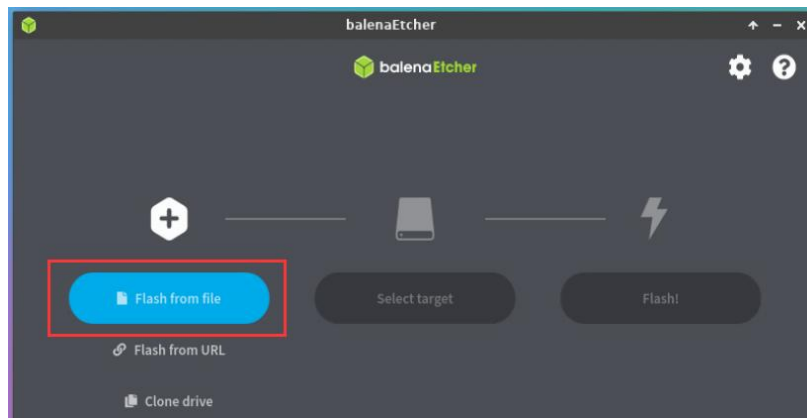 balenaEtcher
balenaEtcher
Flash from file
Select target
Flash!
Flash from URL
Clone drive